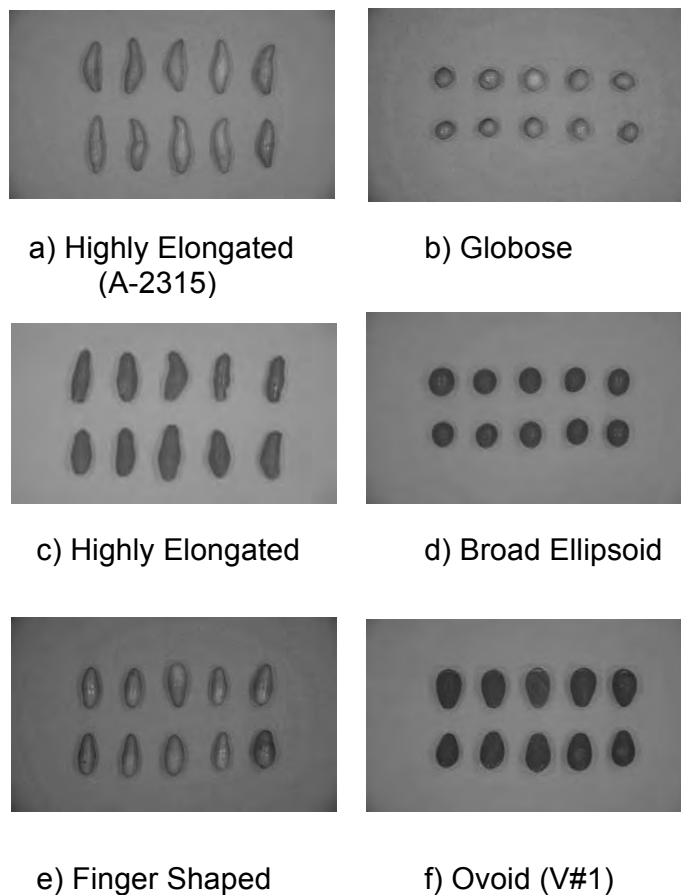 a) Highly Elongated
(A-2315)
b) Globose
c) Highly Elongated
d) Broad Ellipsoid
e) Finger Shaped
f) Ovoid (V#1)